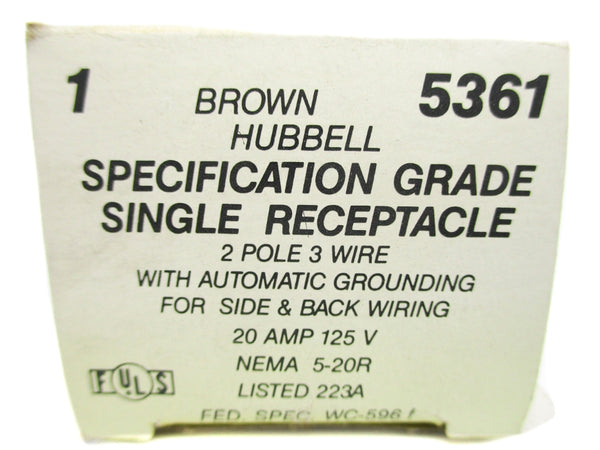 1 BROWN 5361
HUBBELL
SPECIFICATION GRADE
SINGLE RECEPTACLE
2 POLE 3 WIRE
WITH AUTOMATIC GROUNDING
FOR SIDE & BACK WIRING
20 AMP 125 V
NEMA 5-20R
LISTED 223A
FED. SPEC. WC-596 f
F UL S